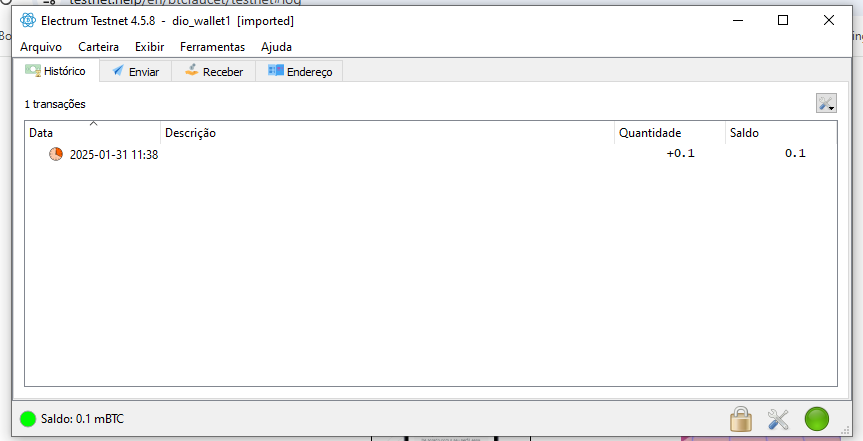 testnet.help/en/btcfaucet/testnet#log
Electrum Testnet 4.5.8 - dio_wallet1 [imported]
Arquivo Carteira Exibir Ferramentas Ajuda
Histórico Enviar Receber Endereço
1 transações
Data Descrição Quantidade Saldo
2025-01-31 11:38 +0.1 0.1
Saldo: 0.1 mBTC